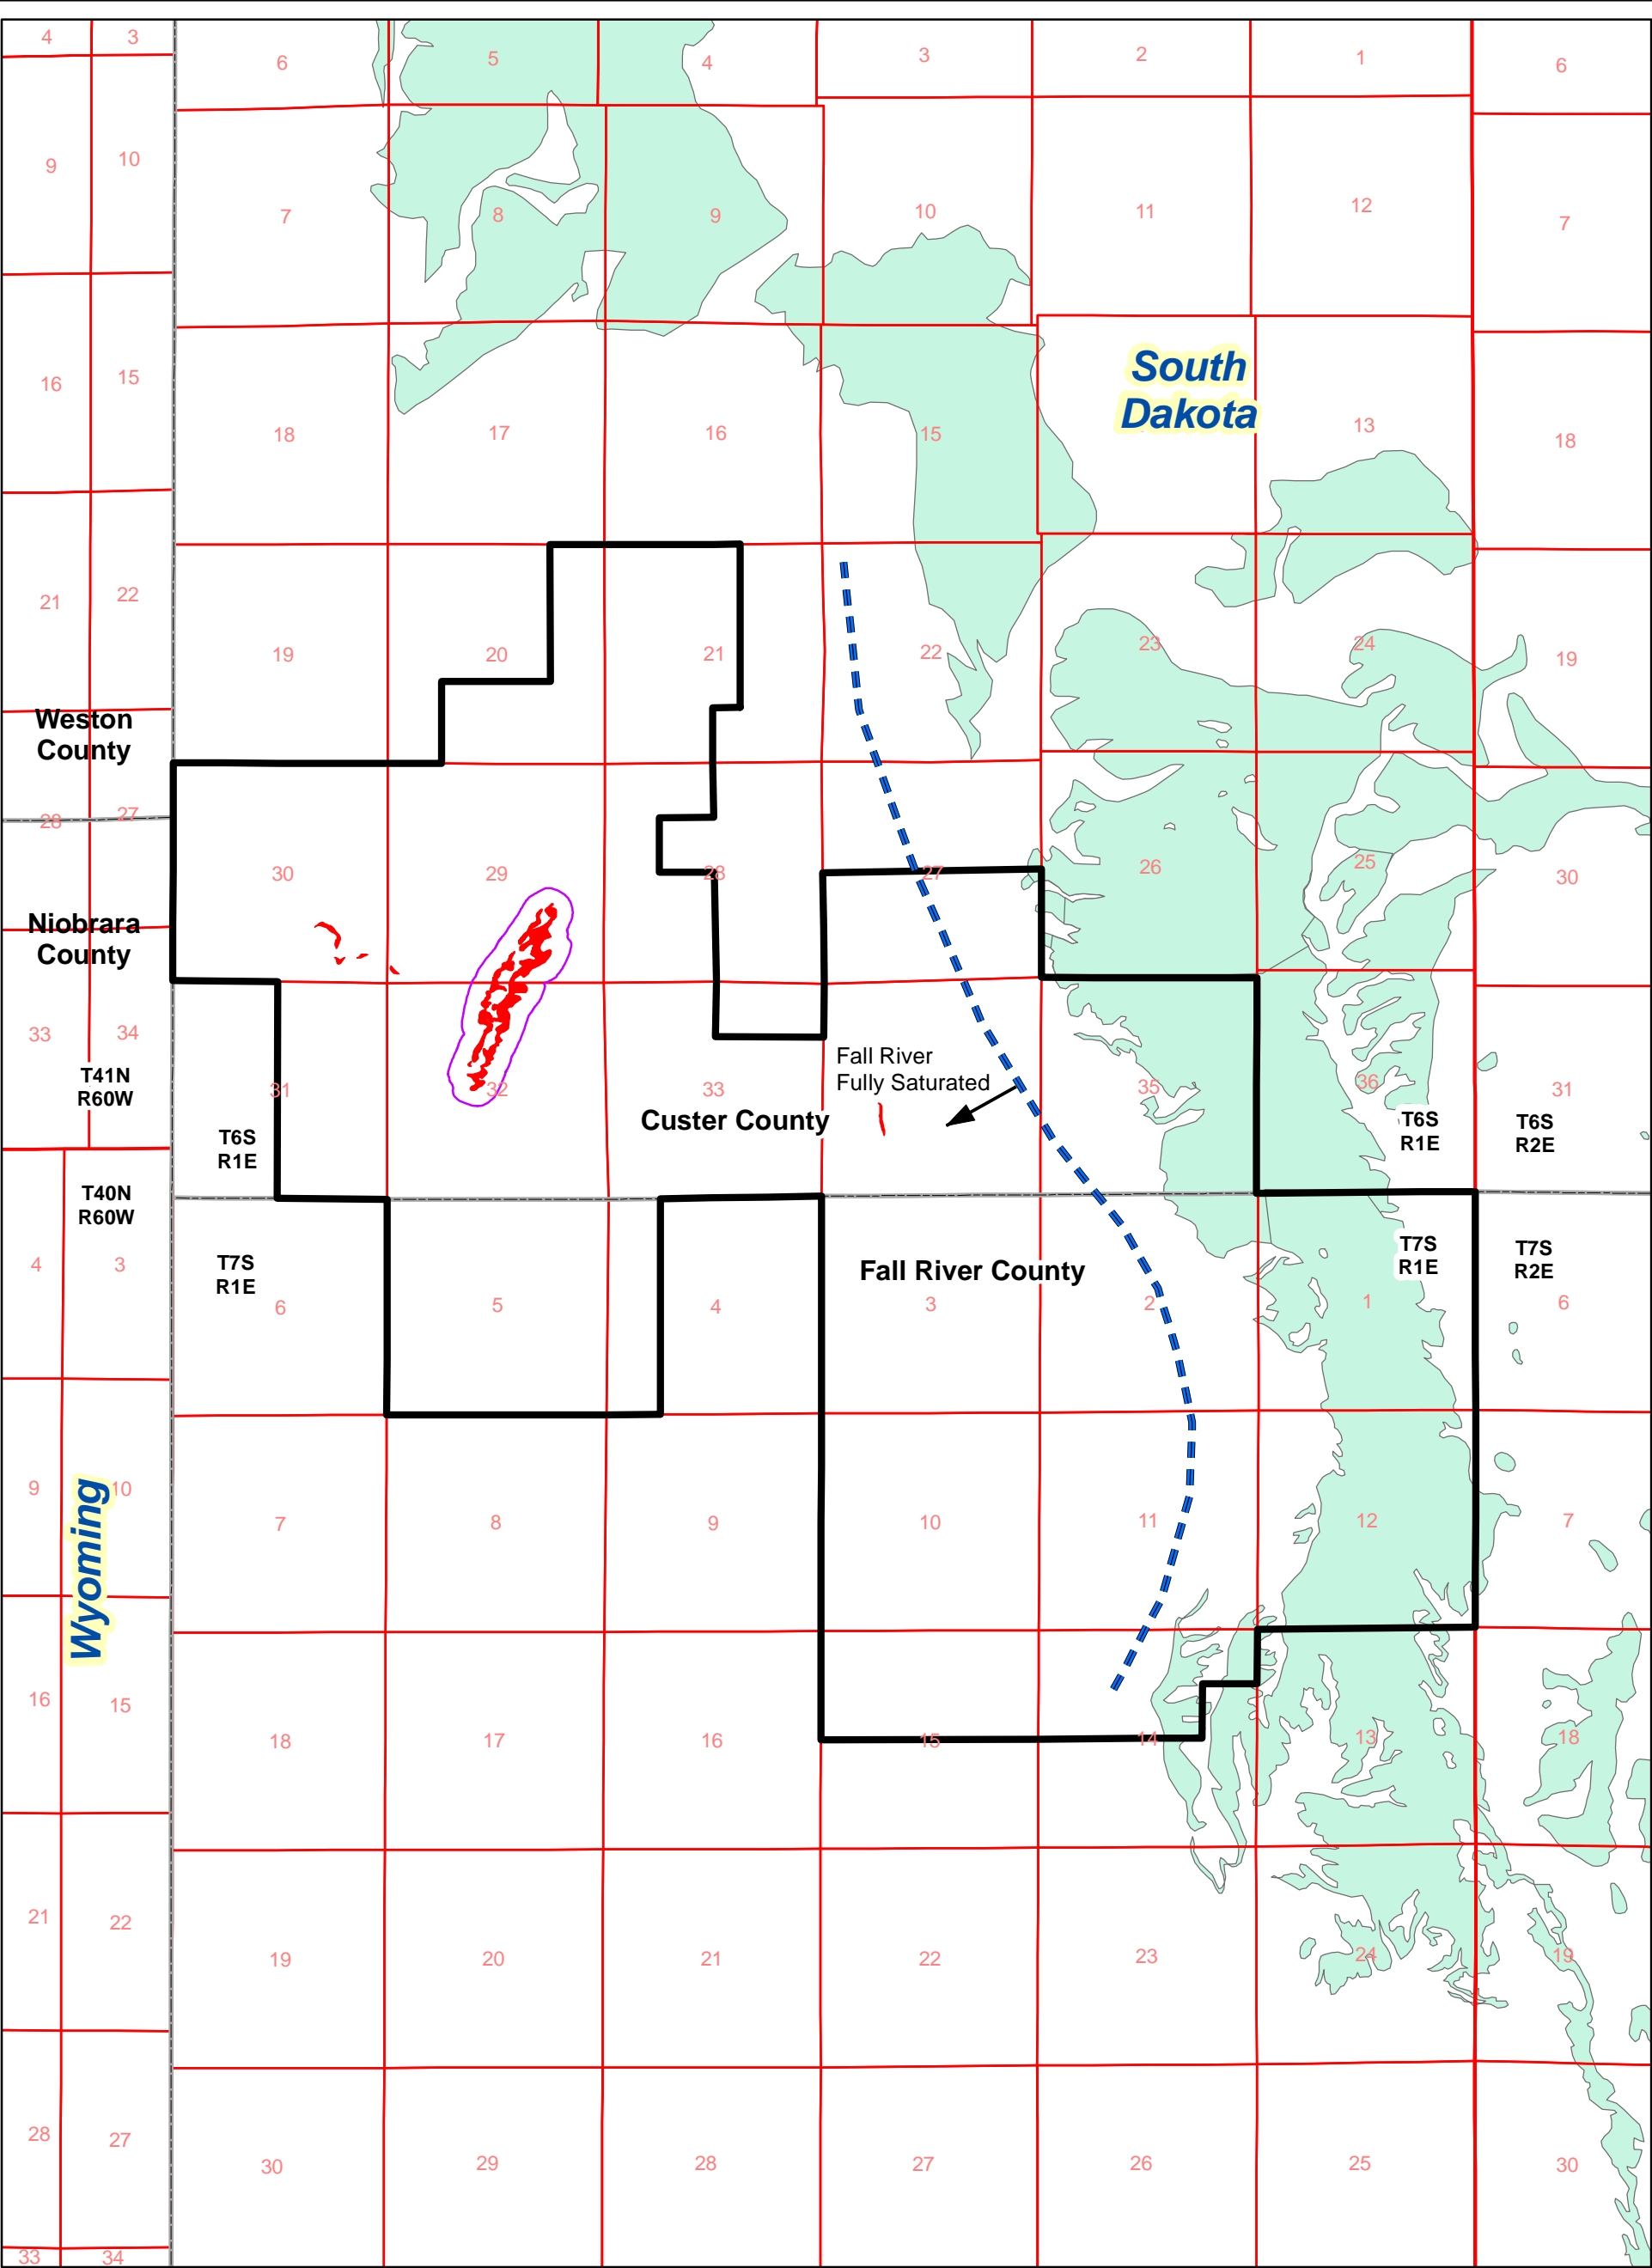 4 3 6 5 4 3 2 1 6
9 10 7 8 9 10 11 12 7
South
Dakota
16 15 18 17 16 15 13 18
21 22 19 20 21 22 23 24 19
Weston
County
28 27 30 29 28 27 26 25 30
Niobrara
County
33 34 31 32 33 35 36 31
Fall River
Fully Saturated
T41N
R60W
Custer County
T6S
R1E
T6S
R1E
T6S
R2E
T40N
R60W
T7S
R1E
Fall River County
T7S
R1E
T7S
R2E
4 3 6 5 4 3 2 1 6
9 10 7 8 9 10 11 12 7
Wyoming
16 15 18 17 16 15 14 13 18
21 22 19 20 21 22 23 24 19
28 27 30 29 28 27 26 25 30
33 34